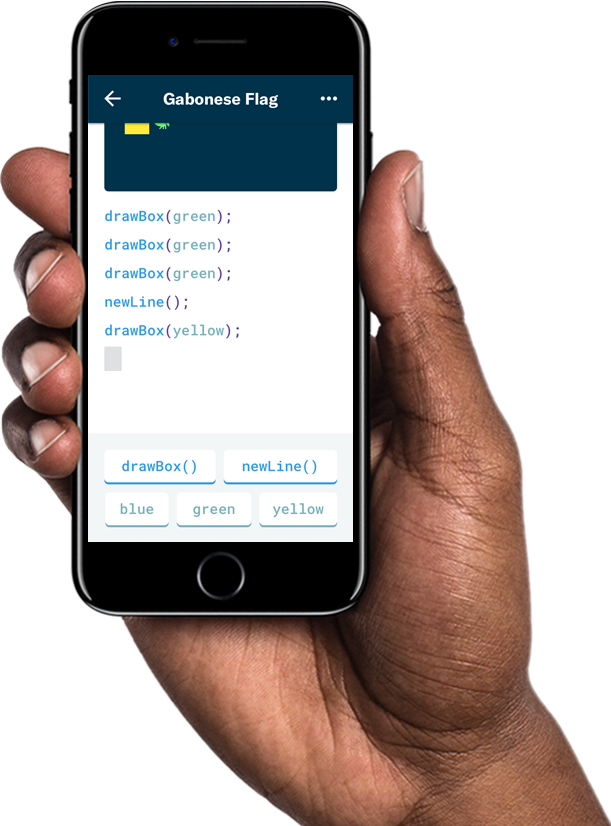 Gabonese Flag
drawBox(green);
drawBox(green);
drawBox(green);
newLine();
drawBox(yellow);
drawBox() newLine()
blue green yellow